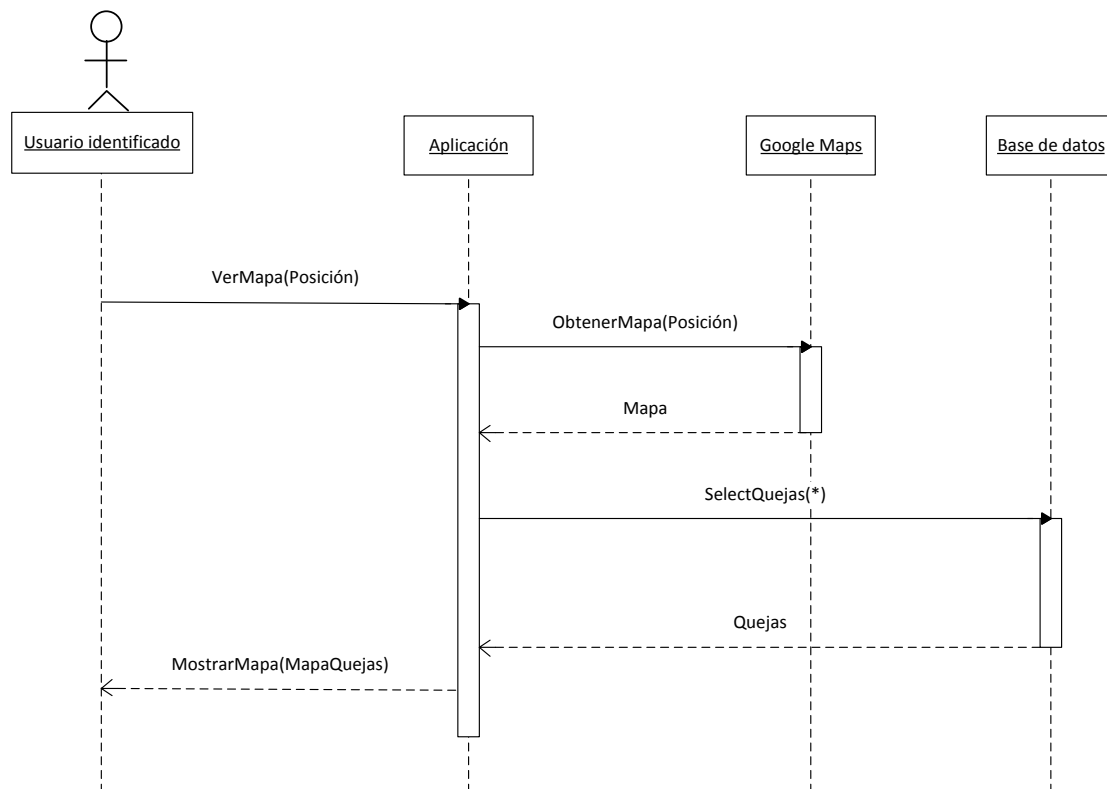 Usuario identificado
Aplicación
Google Maps
Base de datos
VerMapa(Posición)
ObtenerMapa(Posición)
Mapa
SelectQuejas(*)
Quejas
MostrarMapa(MapaQuejas)